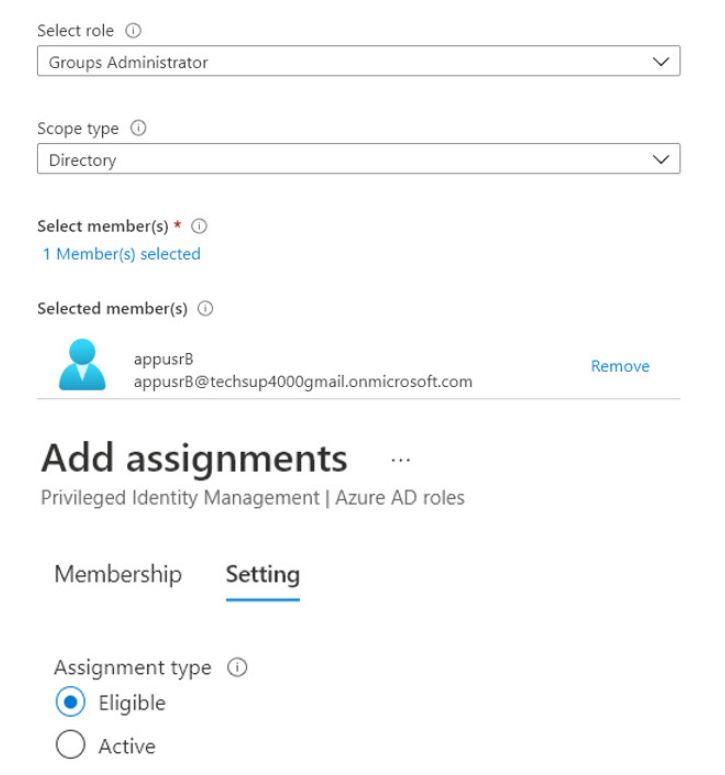 Select role
Groups Administrator
Scope type
Directory
Select member(s) *
1 Member(s) selected
Selected member(s)
appusrB
appusrB@techsup4000gmail.onmicrosoft.com
Remove
Add assignments ...
Privileged Identity Management | Azure AD roles
Membership Setting
Assignment type
Eligible
Active